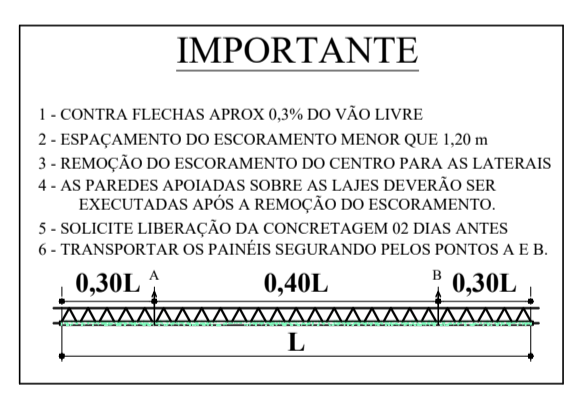 IMPORTANTE
1 - CONTRA FLECHAS APROX 0,3% DO VÃO LIVRE
2 - ESPAÇAMENTO DO ESCORAMENTO MENOR QUE 1,20 m
3 - REMOÇÃO DO ESCORAMENTO DO CENTRO PARA AS LATERAIS
4 - AS PAREDES APOIADAS SOBRE AS LAJES DEVERÃO SER
EXECUTADAS APÓS A REMOÇÃO DO ESCORAMENTO.
5 - SOLICITE LIBERAÇÃO DA CONCRETAGEM 02 DIAS ANTES
6 - TRANSPORTAR OS PAINÉIS SEGURANDO PELOS PONTOS A E B.
0,30L A 0,40L B 0,30L
L